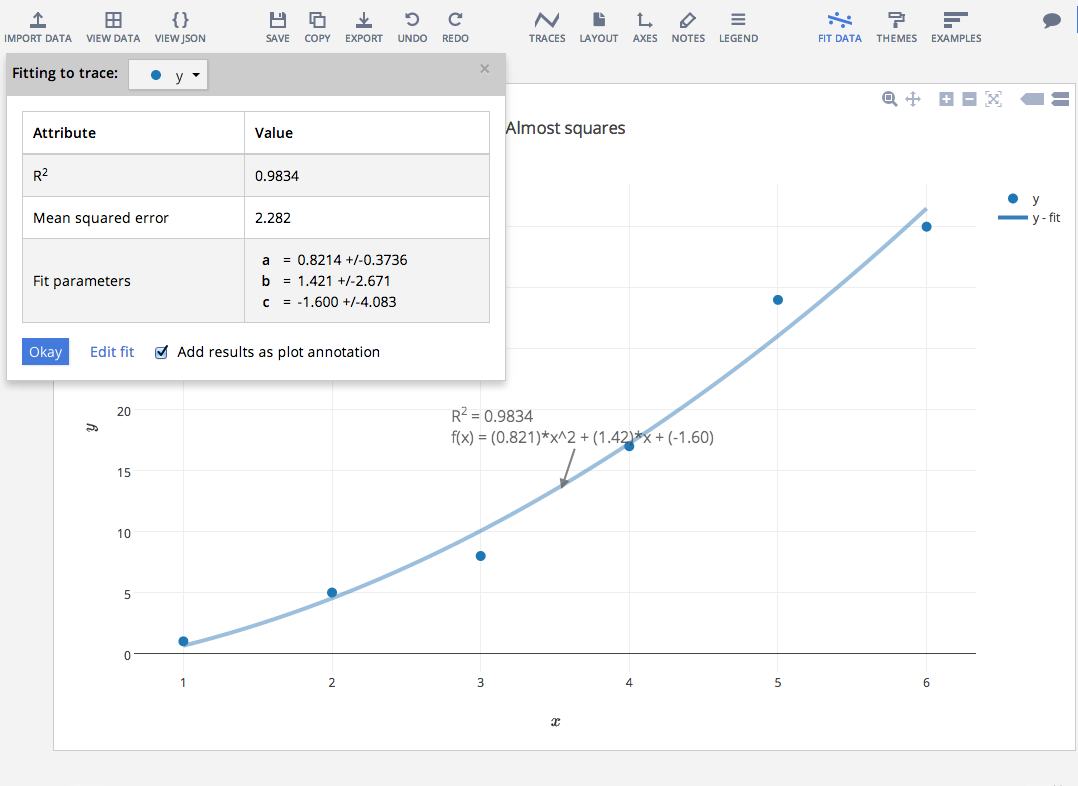 IMPORT DATA VIEW DATA VIEW JSON SAVE COPY EXPORT UNDO REDO TRACES LAYOUT AXES NOTES LEGEND FIT DATA THEMES EXAMPLES
Fitting to trace: y ×
Attribute Value
R² 0.9834
Mean squared error 2.282
Fit parameters
a = 0.8214 +/-0.3736
b = 1.421 +/-2.671
c = -1.600 +/-4.083
Okay Edit fit Add results as plot annotation
Almost squares
y
y - fit
R² = 0.9834
f(x) = (0.821)*x^2 + (1.42)*x + (-1.60)
y
20
15
10
5
0
1 2 3 4 5 6
x